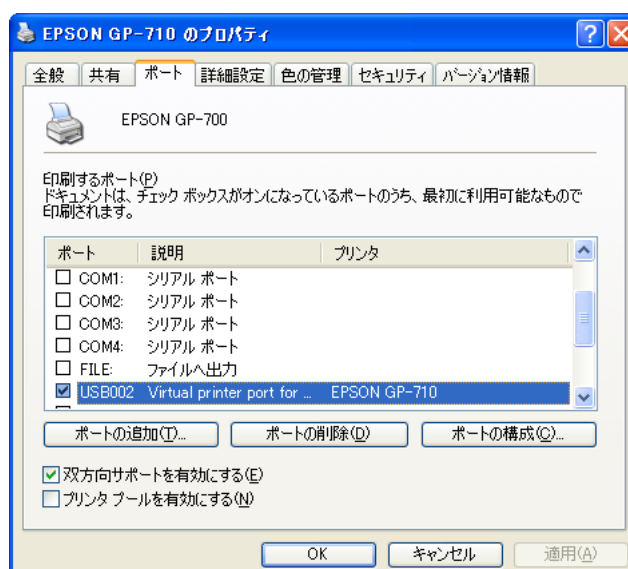 EPSON GP-710 のプロパティ
全般 共有 ポート 詳細設定 色の管理 セキュリティ バージョン情報
EPSON GP-700
印刷するポート(P)
ドキュメントは、チェック ボックスがオンになっているポートのうち、最初に利用可能なもので
印刷されます。
ポート 説明 プリンタ
COM1: シリアル ポート
COM2: シリアル ポート
COM3: シリアル ポート
COM4: シリアル ポート
FILE: ファイルへ出力
USB002 Virtual printer port for ... EPSON GP-710
ポートの追加(T)... ポートの削除(D) ポートの構成(C)...
双方向サポートを有効にする(E)
プリンタ プールを有効にする(N)
OK キャンセル 適用(A)